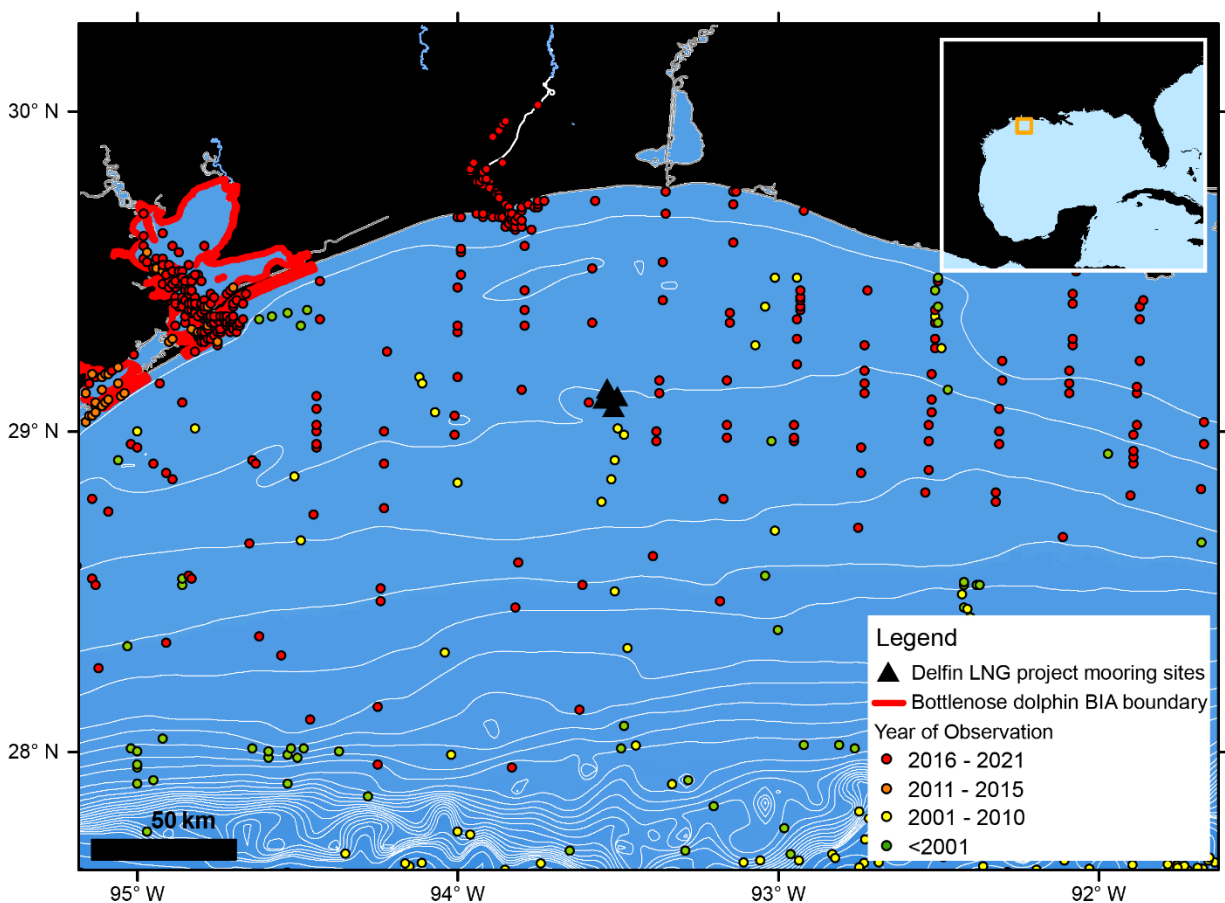 30° N
29° N
28° N
50 km
95° W
94° W
93° W
92° W
Legend
Delfin LNG project mooring sites
Bottlenose dolphin BIA boundary
Year of Observation
2016 - 2021
2011 - 2015
2001 - 2010
<2001